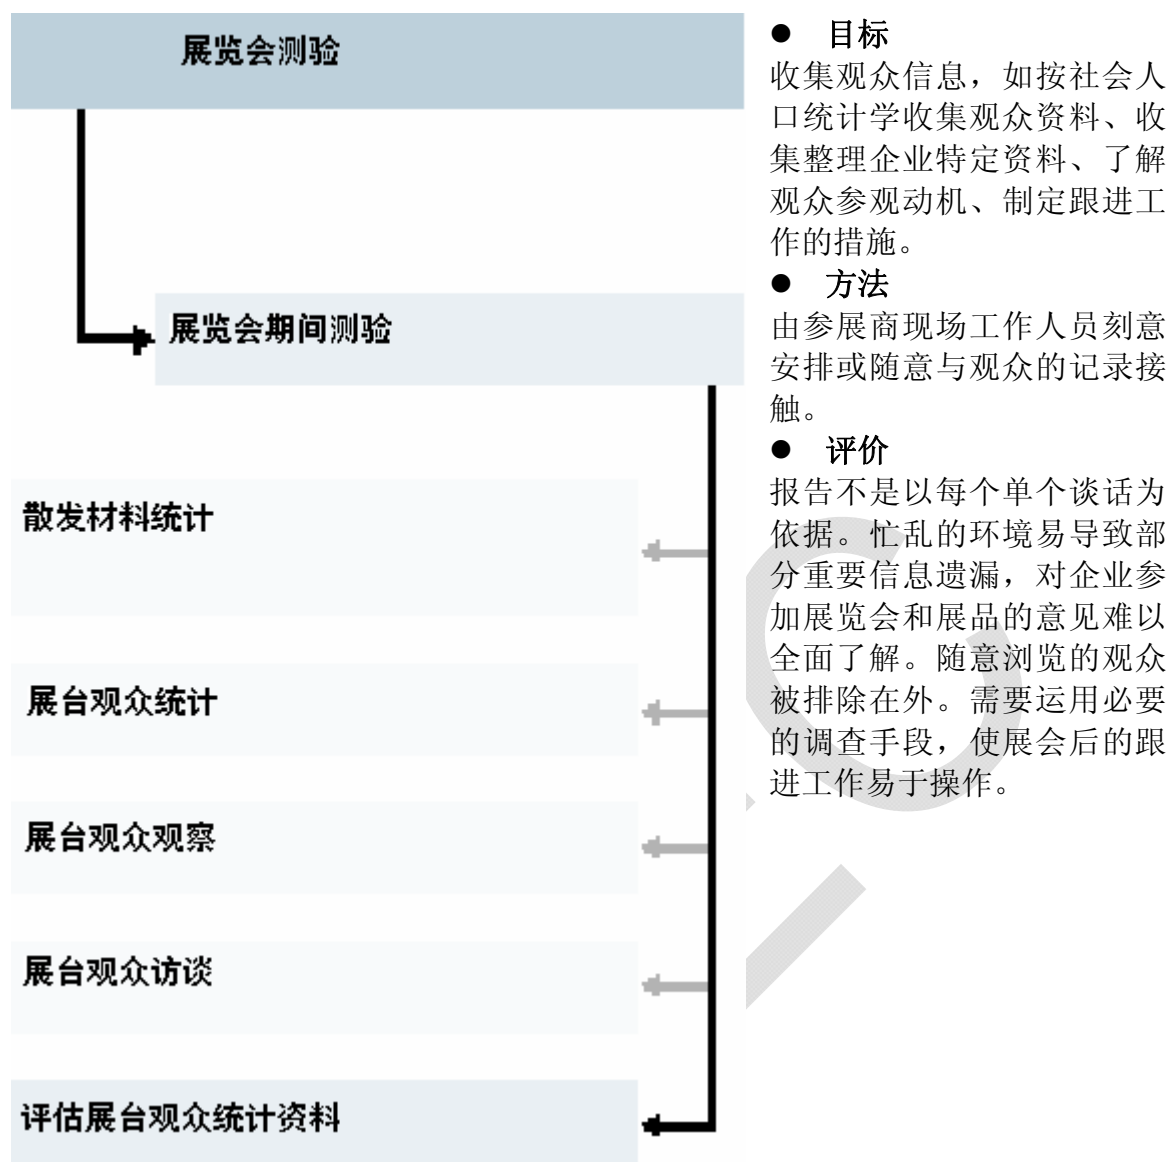 展览会测验
展览会期间测验
散发材料统计
展台观众统计
展台观众观察
展台观众访谈
评估展台观众统计资料
● 目标
收集观众信息，如按社会人
口统计学收集观众资料、收
集整理企业特定资料、了解
观众参观动机、制定跟进工
作的措施。
● 方法
由参展商现场工作人员刻意
安排或随意与观众的记录接
触。
● 评价
报告不是以每个单个谈话为
依据。忙乱的环境易导致部
分重要信息遗漏，对企业参
加展览会和展品的意见难以
全面了解。随意浏览的观众
被排除在外。需要运用必要
的调查手段，使展会后的跟
进工作易于操作。